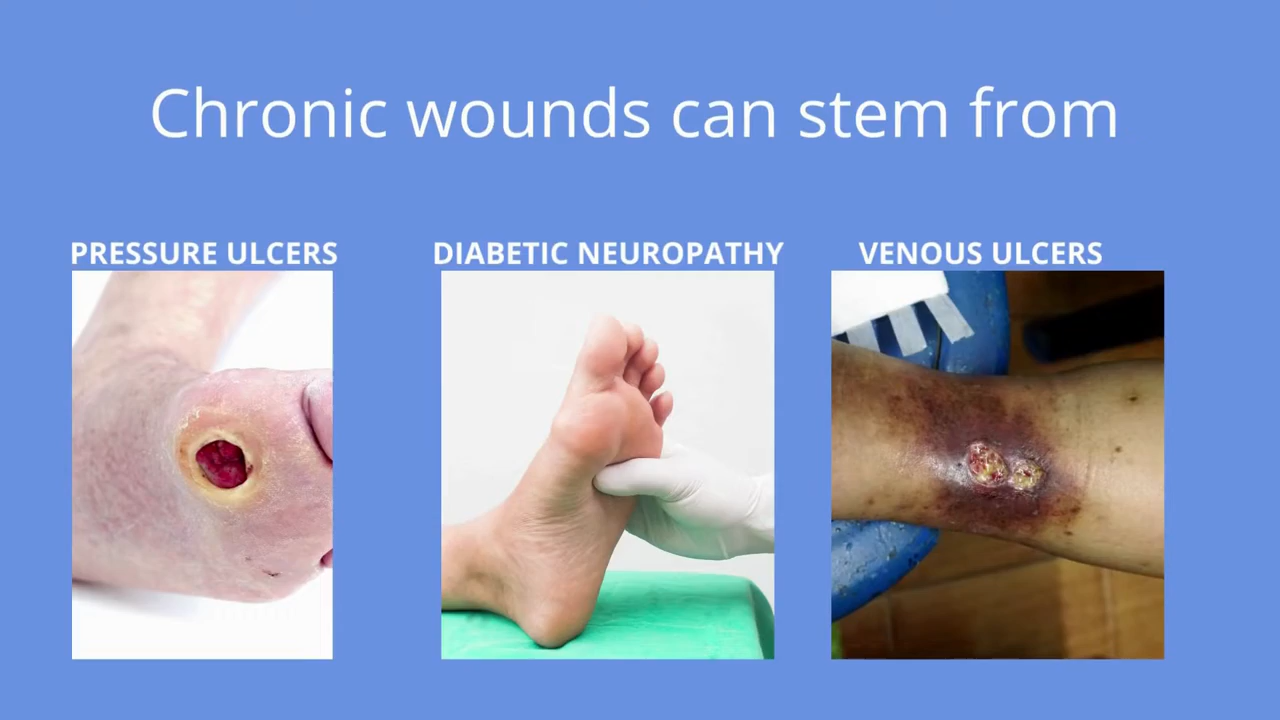 Chronic wounds can stem from
PRESSURE ULCERS
DIABETIC NEUROPATHY
VENOUS ULCERS